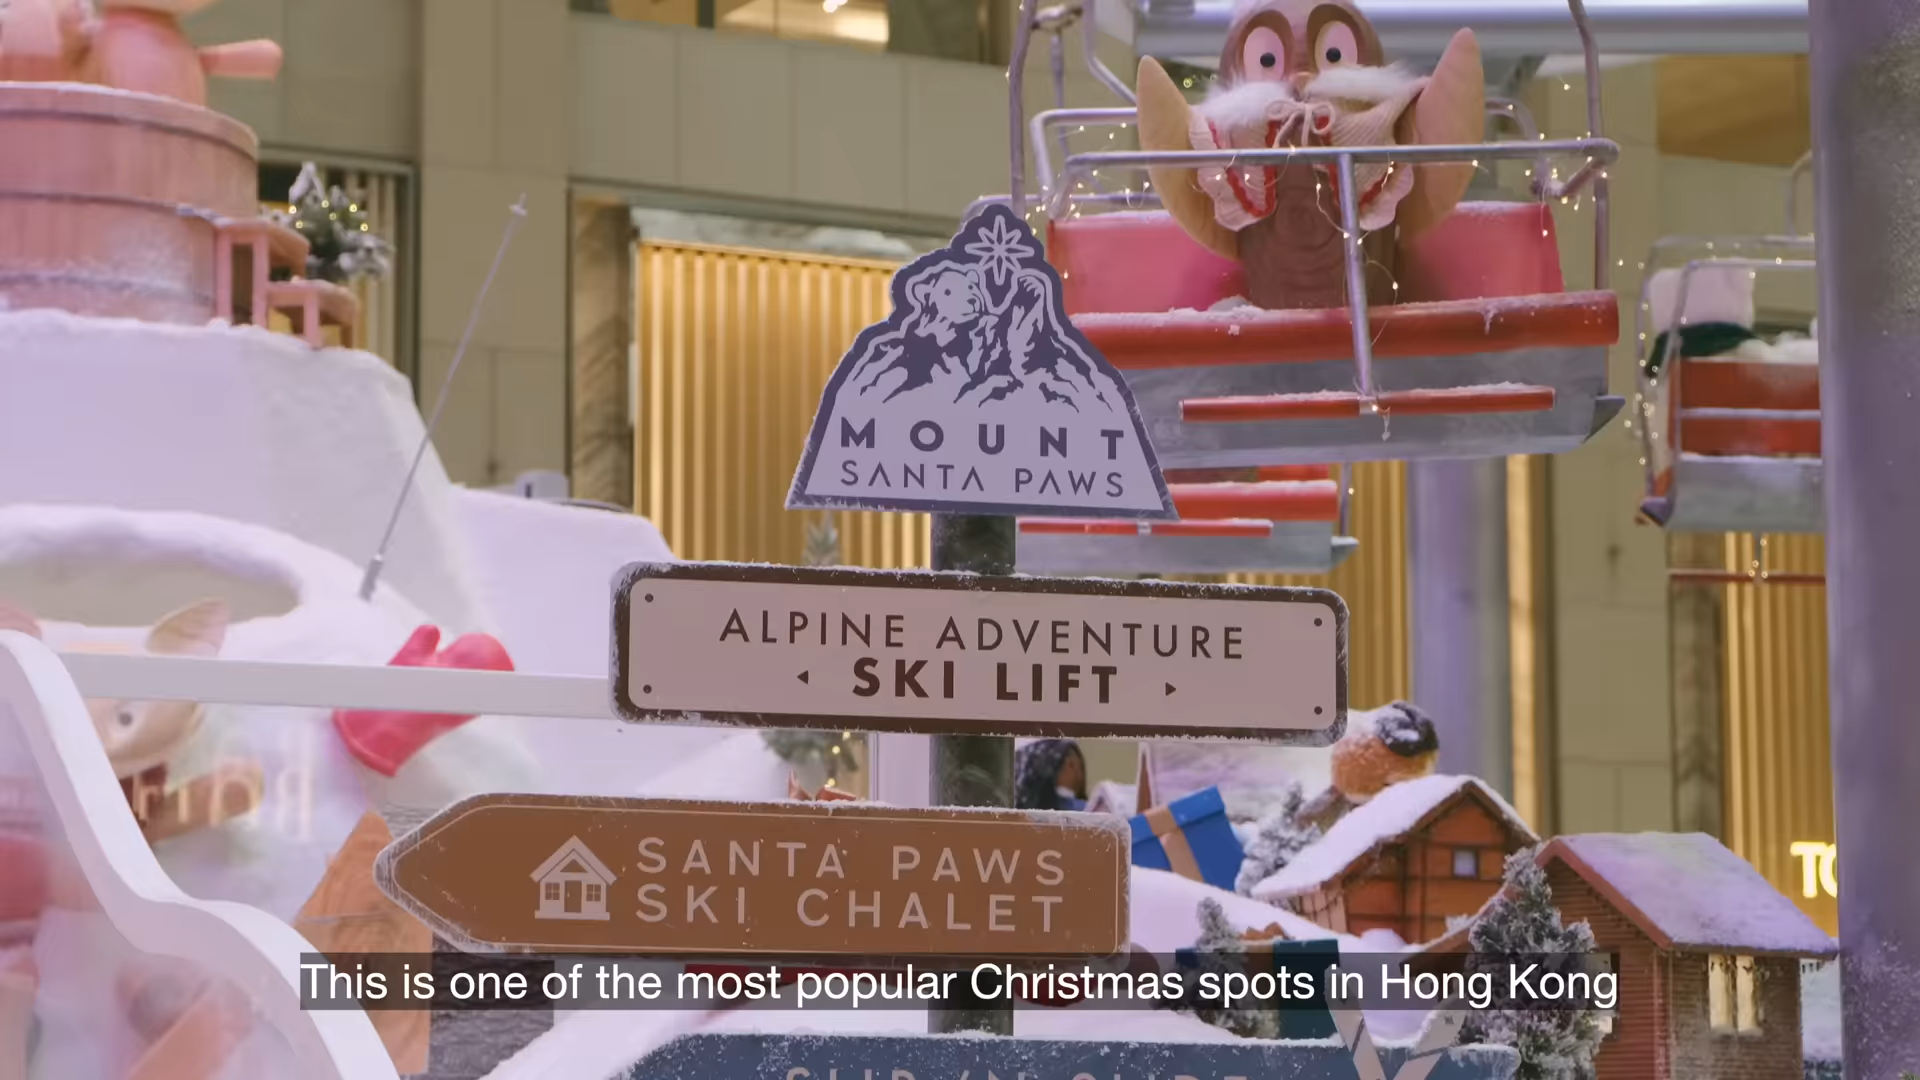 MOUNT
SANTA PAWS
ALPINE ADVENTURE
SKI LIFT
SANTA PAWS
SKI CHALET
This is one of the most popular Christmas spots in Hong Kong